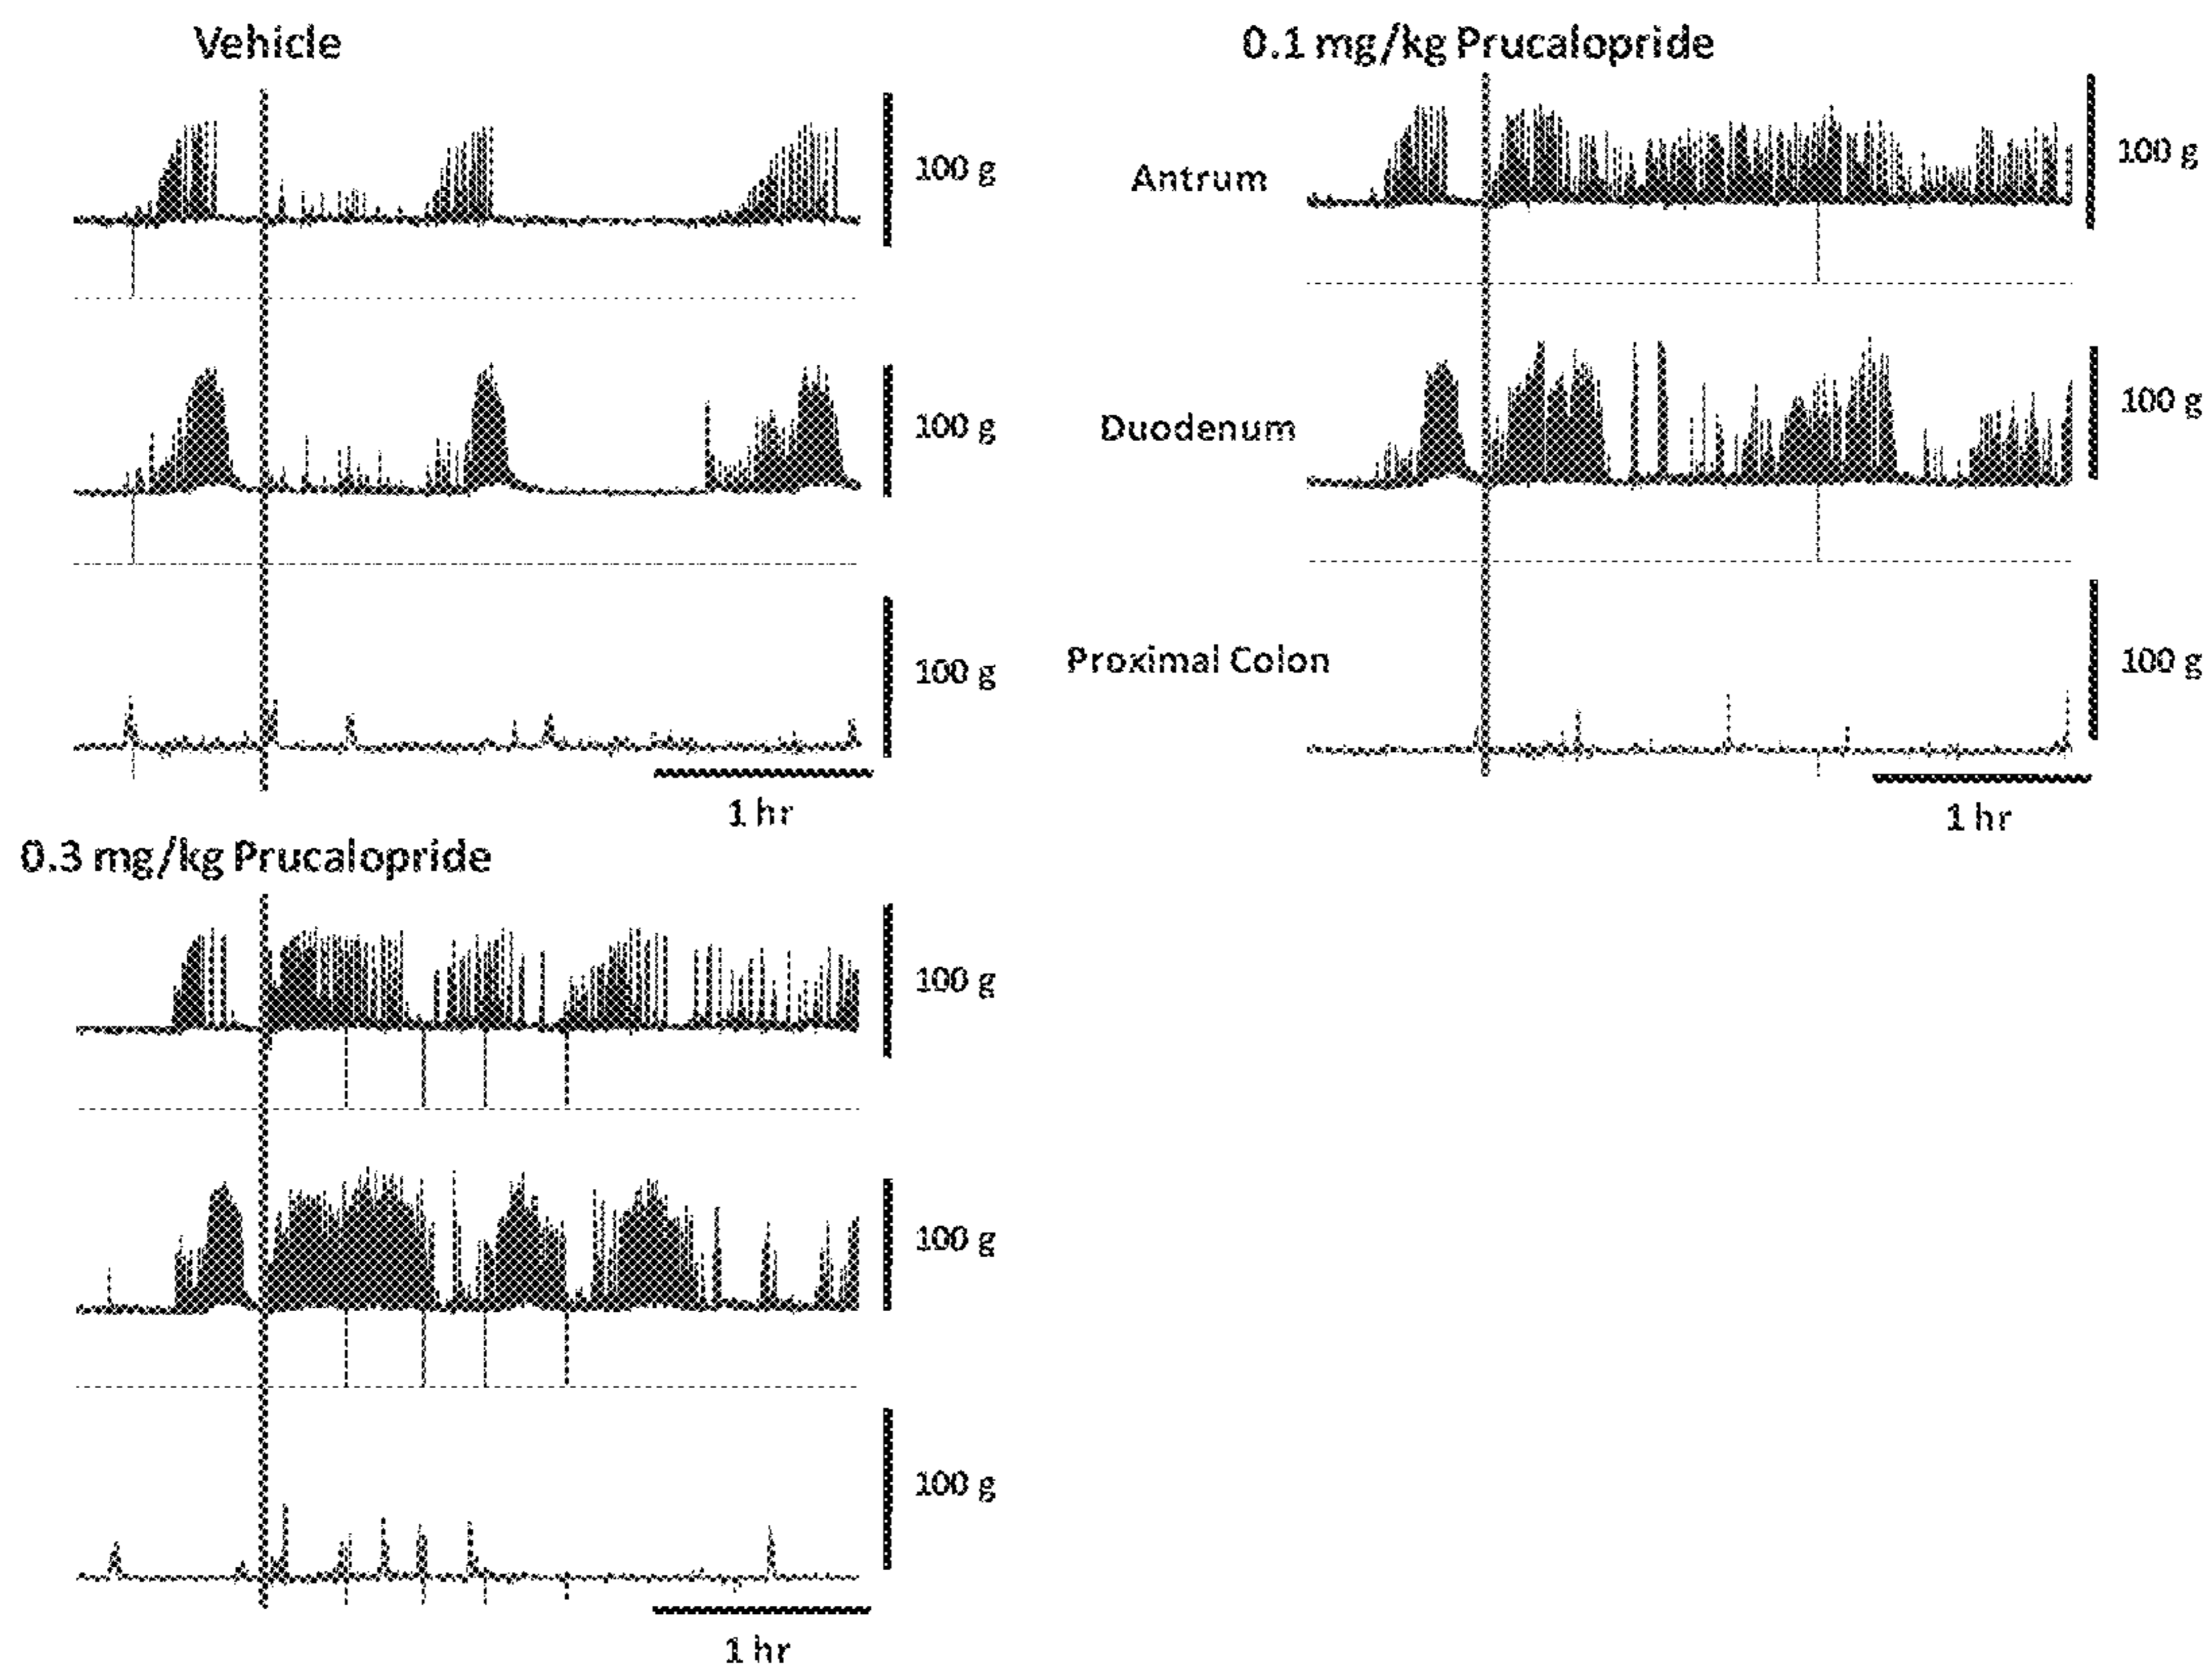 Vehicle
100 g
100 g
100 g
1 hr
0.1 mg/kg Prucalopride
Antrum
100 g
Duodenum
100 g
Proximal Colon
100 g
1 hr
0.3 mg/kg Prucalopride
100 g
100 g
100 g
1 hr